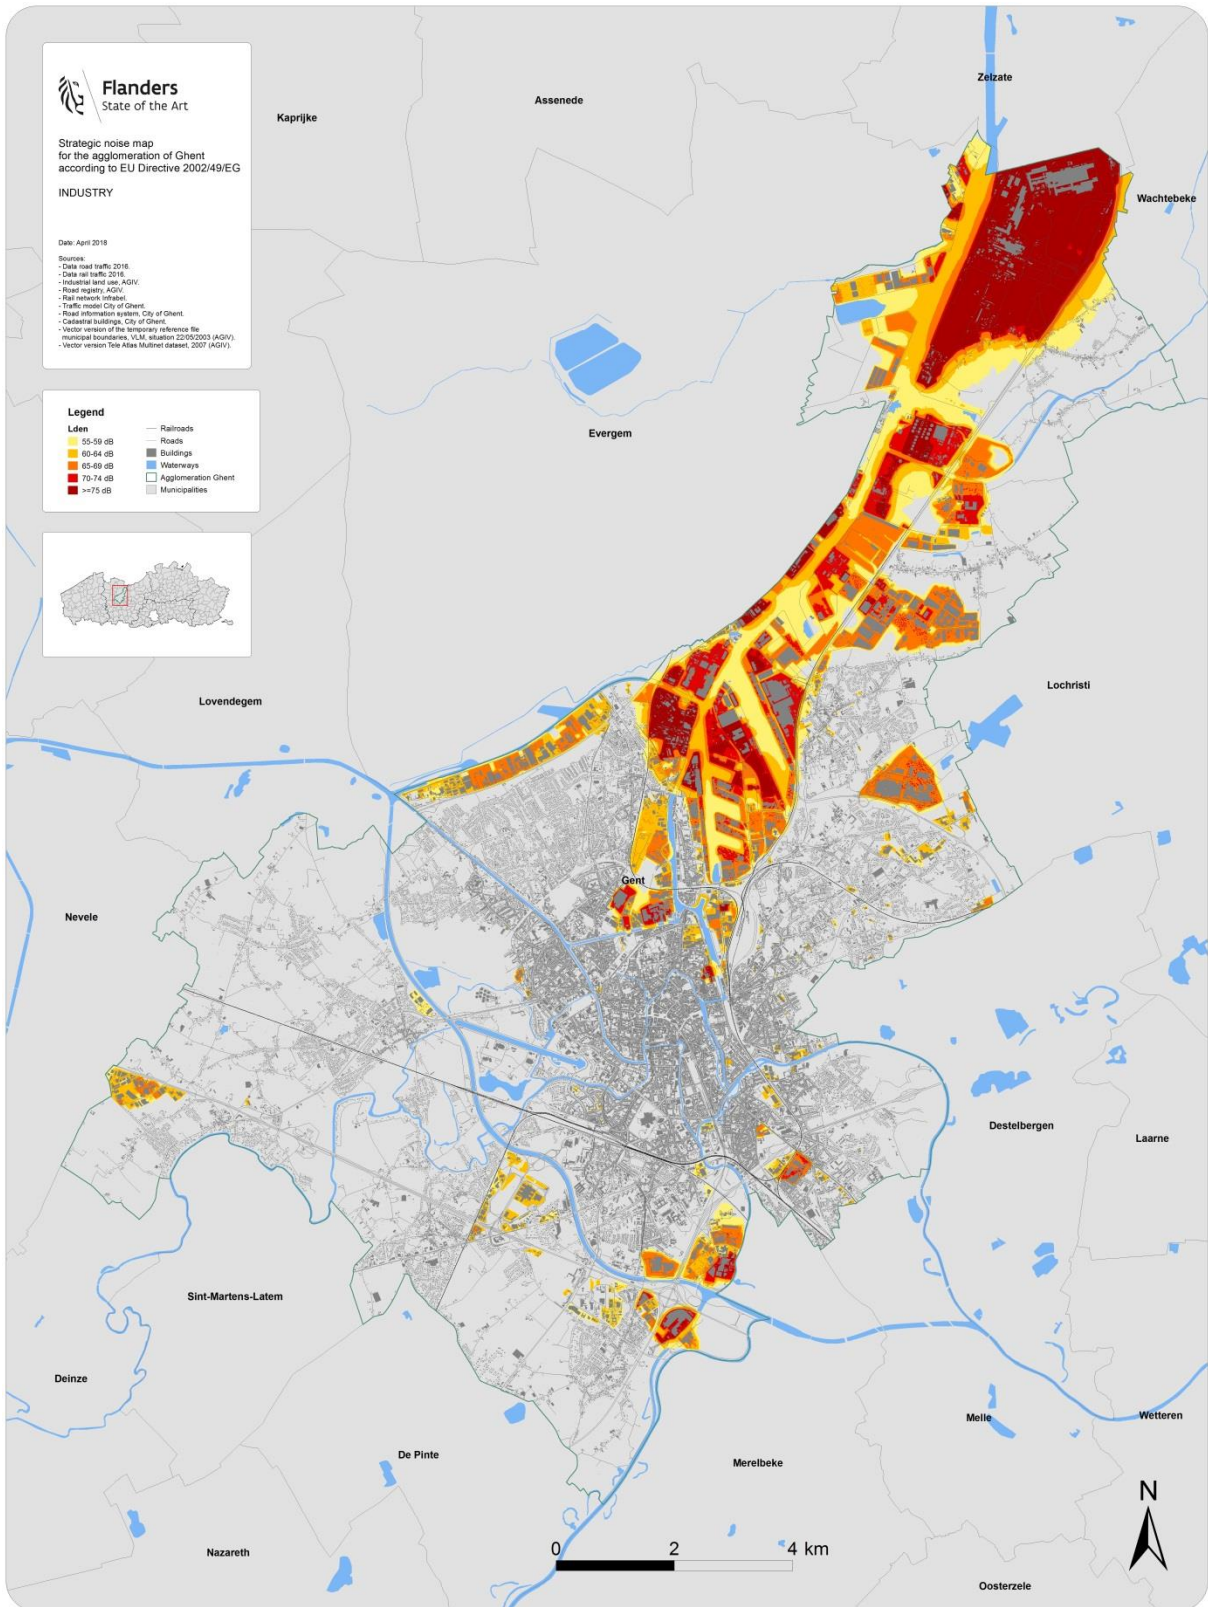 Flanders
State of the Art
Strategic noise map
for the agglomeration of Ghent
according to EU Directive 2002/49/EG
INDUSTRY
Date: April 2018
Sources:
- Data road traffic 2016.
- Data rail traffic 2016.
- Industrial land use, AGIV.
- Road registry, AGIV.
- Rail network Infrabel.
- Traffic model City of Ghent.
- Road information system, City of Ghent.
- Cadastral buildings, City of Ghent.
- Vector version of the temporary reference file
municipal boundaries, VLM, situation 22/05/2003 (AGIV).
- Vector version Tele Atlas Multinet dataset, 2007 (AGIV).
Legend
Lden
55-59 dB
60-64 dB
65-69 dB
70-74 dB
>=75 dB
Railroads
Roads
Buildings
Waterways
Agglomeration Ghent
Municipalities
Zelzate
Assenede
Kaprijke
Wachtebeke
Evergem
Lochristi
Lovendegem
Gent
Nevele
Destelbergen
Laarne
Sint-Martens-Latem
Deinze
Melle
Wetteren
De Pinte
Merelbeke
N
Nazareth
0 2 4 km
Oosterzele